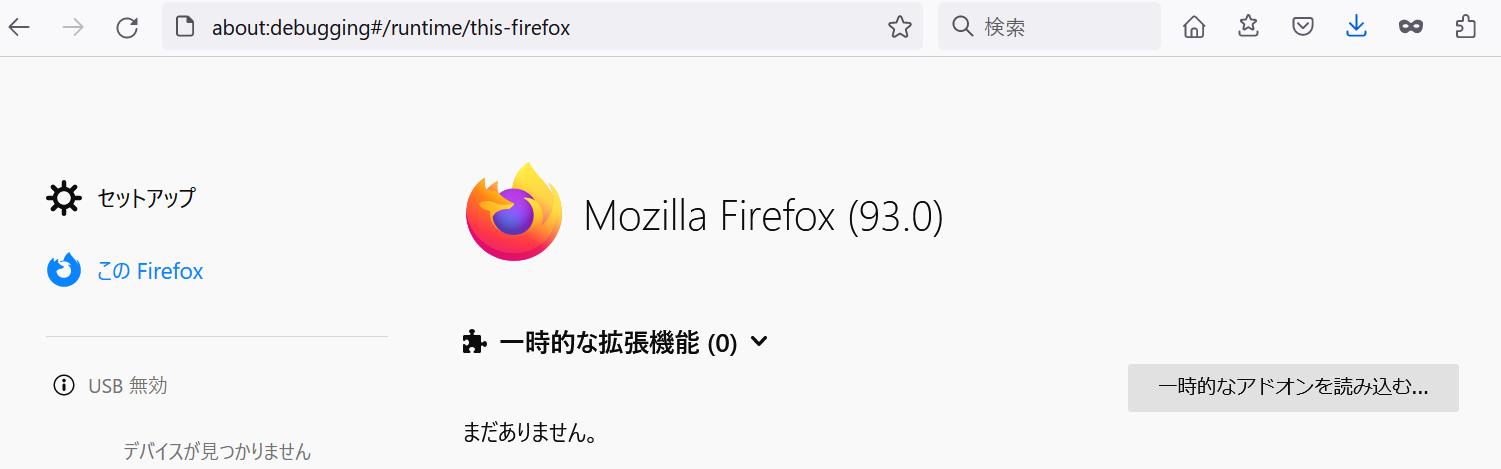 about:debugging#/runtime/this-firefox
検索
セットアップ
この Firefox
USB 無効
デバイスが見つかりません
Mozilla Firefox (93.0)
一時的な拡張機能 (0)
一時的なアドオンを読み込む...
まだありません。